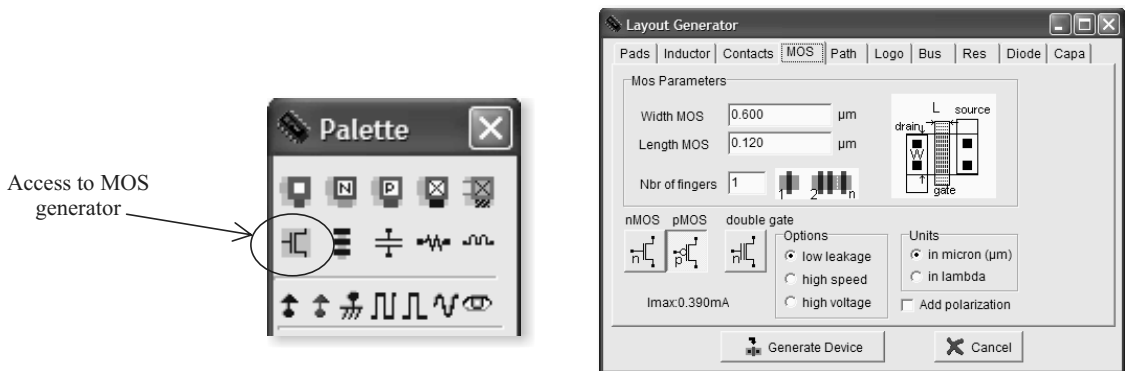 Access to MOS
generator
Palette
N P
Layout Generator
Pads Inductor Contacts MOS Path Logo Bus Res Diode Capa
Mos Parameters
Width MOS 0.600 µm
Length MOS 0.120 µm
Nbr of fingers 1
1 2 n
L source
drain
W
gate
nMOS pMOS double gate
n p n
Options
low leakage
high speed
high voltage
Units
in micron (µm)
in lambda
Imax:0.390mA
Add polarization
Generate Device Cancel